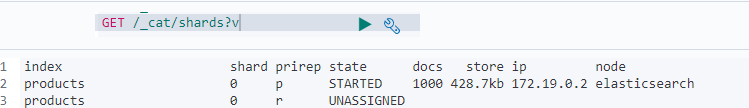 GET /_cat/shards?v
1 index shard prirep state docs store ip node
2 products 0 p STARTED 1000 428.7kb 172.19.0.2 elasticsearch
3 products 0 r UNASSIGNED